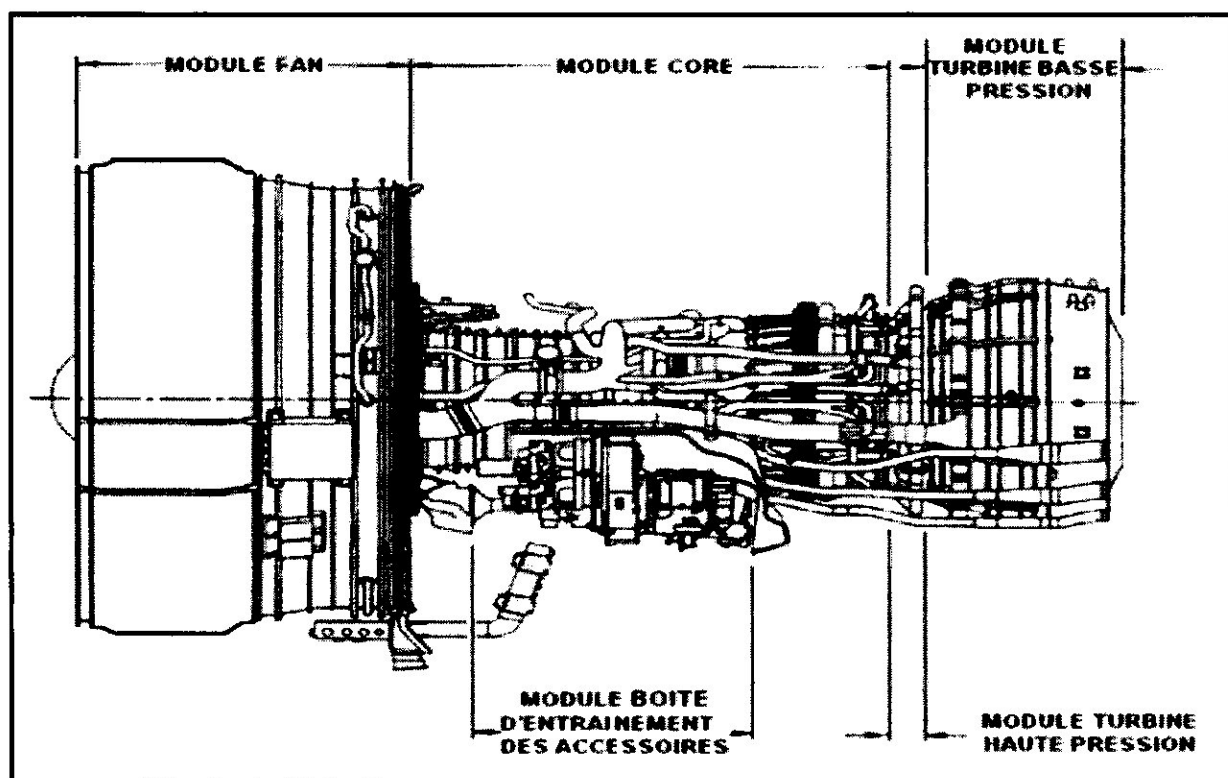 MODULE FAN
MODULE CORE
MODULE
TURBINE BASSE
PRESSION
MODULE BOITE
D'ENTRAINEMENT
DES ACCESSOIRES
MODULE TURBINE
HAUTE PRESSION